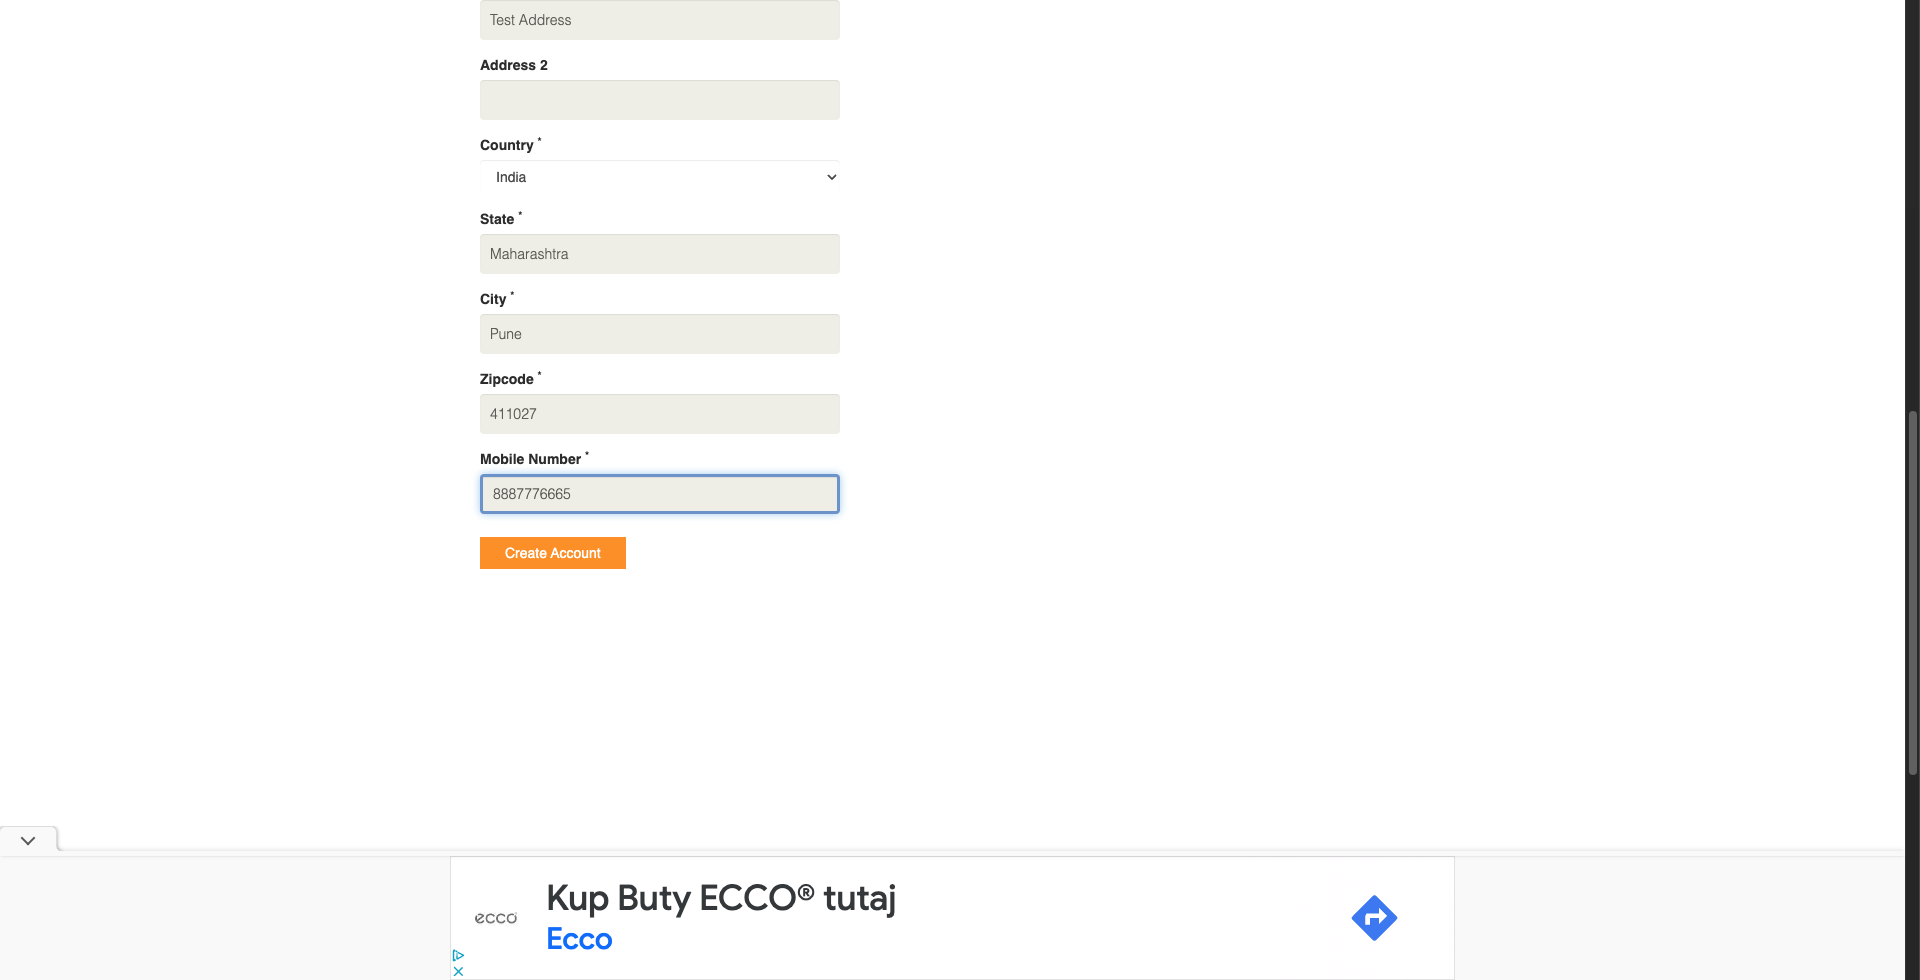 Test Address
Address 2
Country *
India
State *
Maharashtra
City *
Pune
Zipcode *
411027
Mobile Number *
8887776665
Create Account
ecco
Kup Buty ECCO® tutaj
Ecco